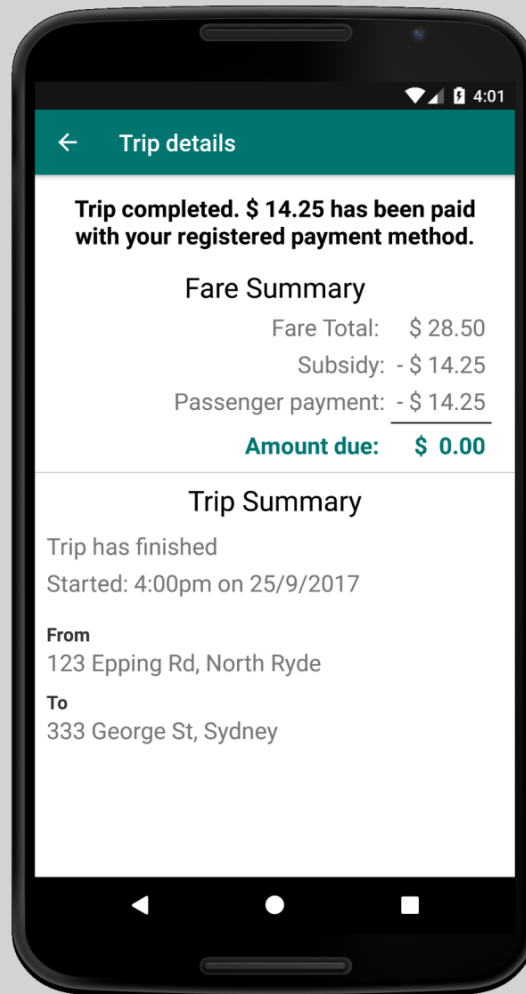 4:01
Trip details
Trip completed. $ 14.25 has been paid
with your registered payment method.
Fare Summary
Fare Total: $ 28.50
Subsidy: - $ 14.25
Passenger payment: - $ 14.25
Amount due: $ 0.00
Trip Summary
Trip has finished
Started: 4:00pm on 25/9/2017
From
123 Epping Rd, North Ryde
To
333 George St, Sydney